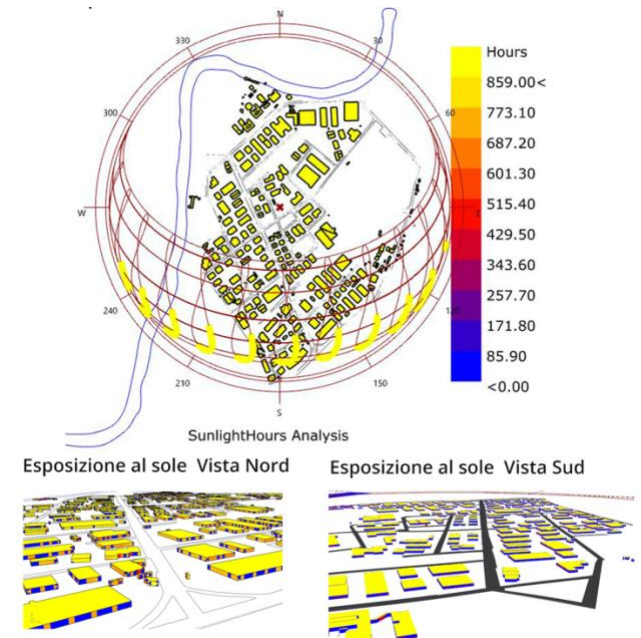 N
330
30
Hours
859.00<
300
60
773.10
687.20
601.30
W
515.40
429.50
343.60
257.70
240
171.80
85.90
<0.00
210
150
S
SunlightHours Analysis
Esposizione al sole Vista Nord
Esposizione al sole Vista Sud